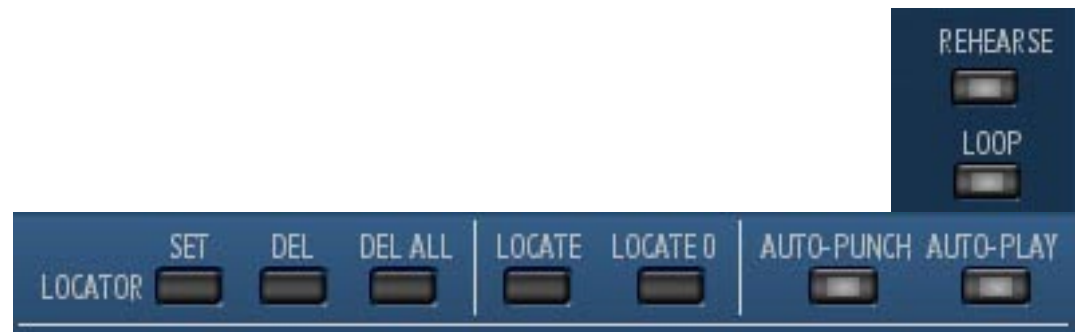 REHEARSE
LOOP
SET DEL DEL ALL LOCATE LOCATE 0 AUTO-PUNCH AUTO-PLAY
LOCATOR